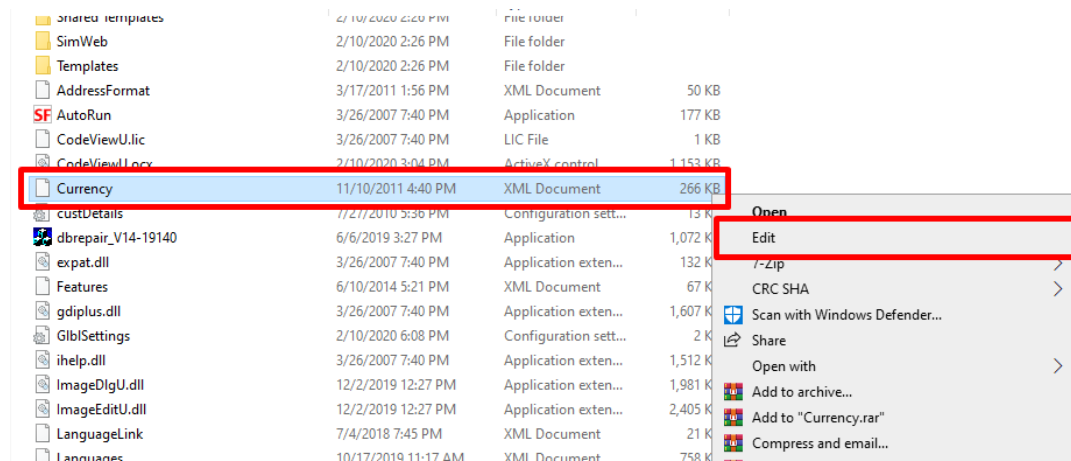 Shared Templates 2/10/2020 2:26 PM File folder
SimWeb 2/10/2020 2:26 PM File folder
Templates 2/10/2020 2:26 PM File folder
AddressFormat 3/17/2011 1:56 PM XML Document 50 KB
SF AutoRun 3/26/2007 7:40 PM Application 177 KB
CodeViewU.lic 3/26/2007 7:40 PM LIC File 1 KB
CodeViewU.ocx 2/10/2020 3:04 PM ActiveX control 1,153 KB
Currency 11/10/2011 4:40 PM XML Document 266 KB
custDetails 7/27/2010 5:36 PM Configuration sett... 13 K
Open
dbrepair_V14-19140 6/6/2019 3:27 PM Application 1,072 K
Edit
expat.dll 3/26/2007 7:40 PM Application exten... 132 K
7-Zip
Features 6/10/2014 5:21 PM XML Document 67 K
CRC SHA
gdiplus.dll 3/26/2007 7:40 PM Application exten... 1,607 K
Scan with Windows Defender...
GlblSettings 2/10/2020 6:08 PM Configuration sett... 2 K
Share
ihelp.dll 3/26/2007 7:40 PM Application exten... 1,512 K
Open with
ImageDlgU.dll 12/2/2019 12:27 PM Application exten... 1,981 K
Add to archive...
ImageEditU.dll 12/2/2019 12:27 PM Application exten... 2,405 K
Add to "Currency.rar"
LanguageLink 7/4/2018 7:45 PM XML Document 21 K
Compress and email...
Languages 10/17/2019 11:17 AM XML Document 758 K